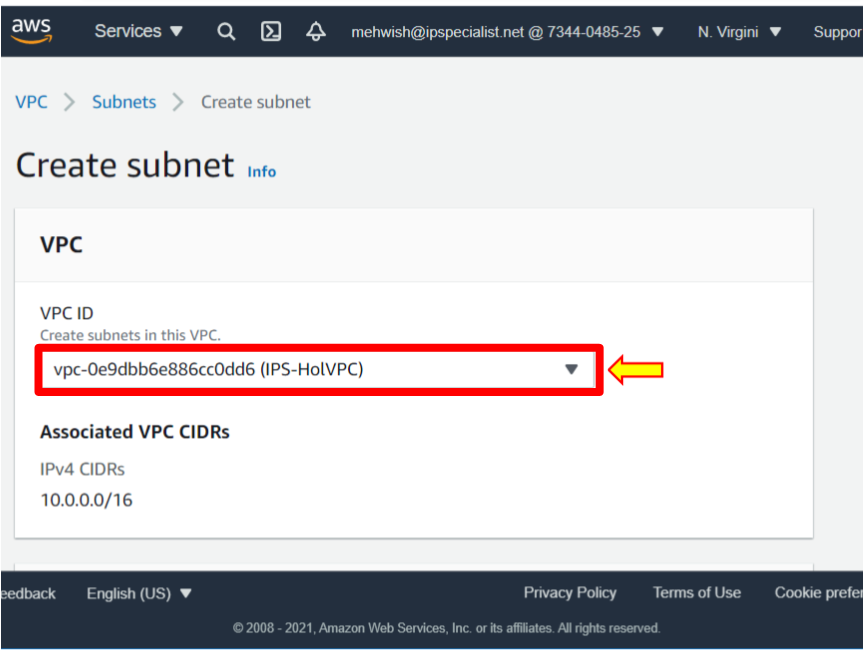 aws Services mehwish@ipspecialist.net @ 7344-0485-25 N. Virgini Suppor
VPC > Subnets > Create subnet
Create subnet Info
VPC
VPC ID
Create subnets in this VPC.
vpc-0e9dbb6e886cc0dd6 (IPS-HolVPC)
Associated VPC CIDRs
IPv4 CIDRs
10.0.0.0/16
eedback English (US) Privacy Policy Terms of Use Cookie prefer
© 2008 - 2021, Amazon Web Services, Inc. or its affiliates. All rights reserved.